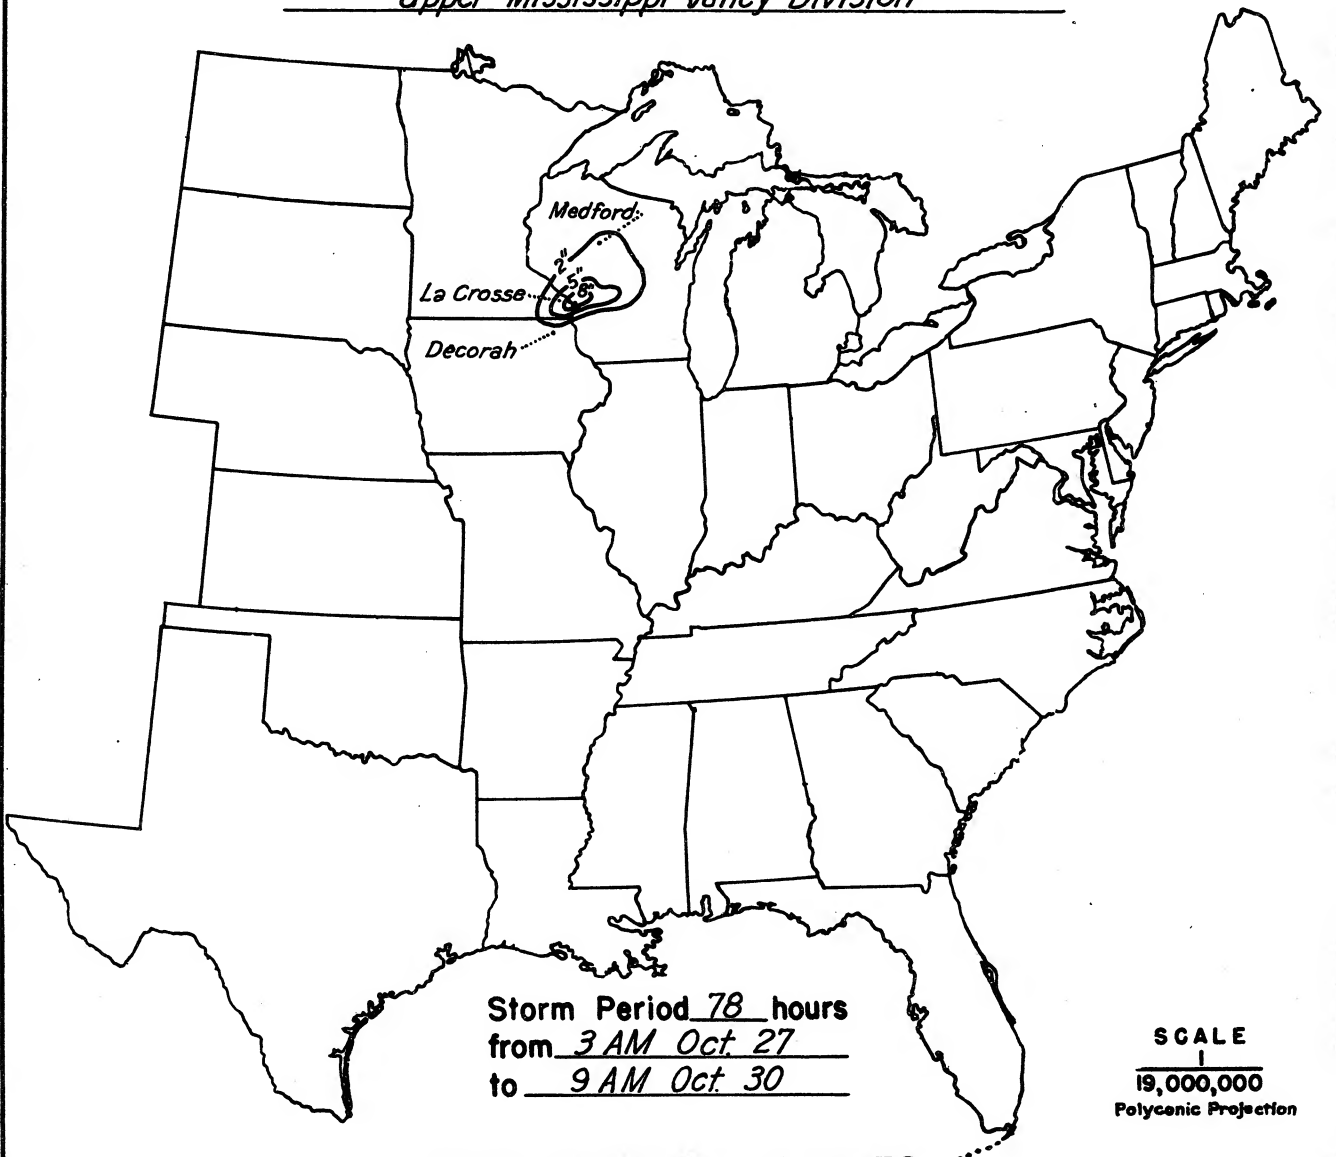 Upper Mississippi Valley Division
Medford
2"
5"
8"
La Crosse
Decorah
Storm Period 78 hours
from 3 AM Oct. 27
to 9 AM Oct. 30
SCALE
1
19,000,000
Polyconic Projection